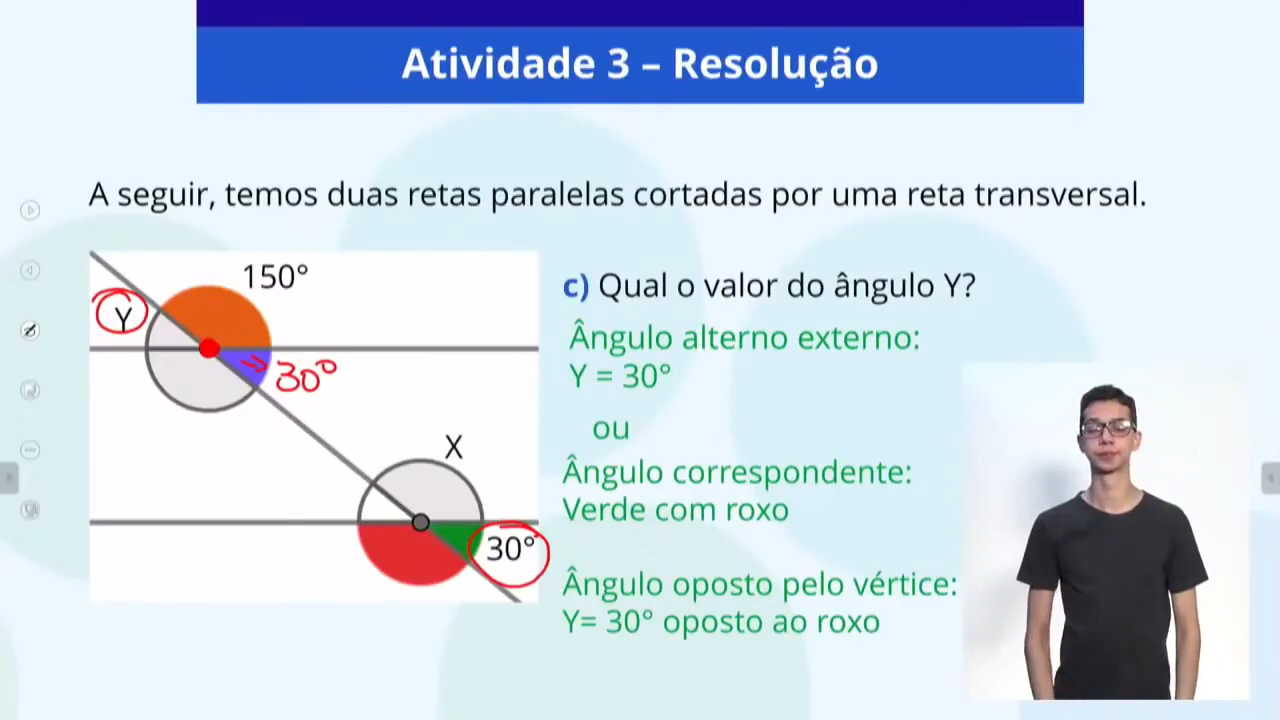 Atividade 3 – Resolução
A seguir, temos duas retas paralelas cortadas por uma reta transversal.
150°
Y
30°
X
30°
c) Qual o valor do ângulo Y?
Ângulo alterno externo:
Y = 30°
ou
Ângulo correspondente:
Verde com roxo
Ângulo oposto pelo vértice:
Y= 30° oposto ao roxo